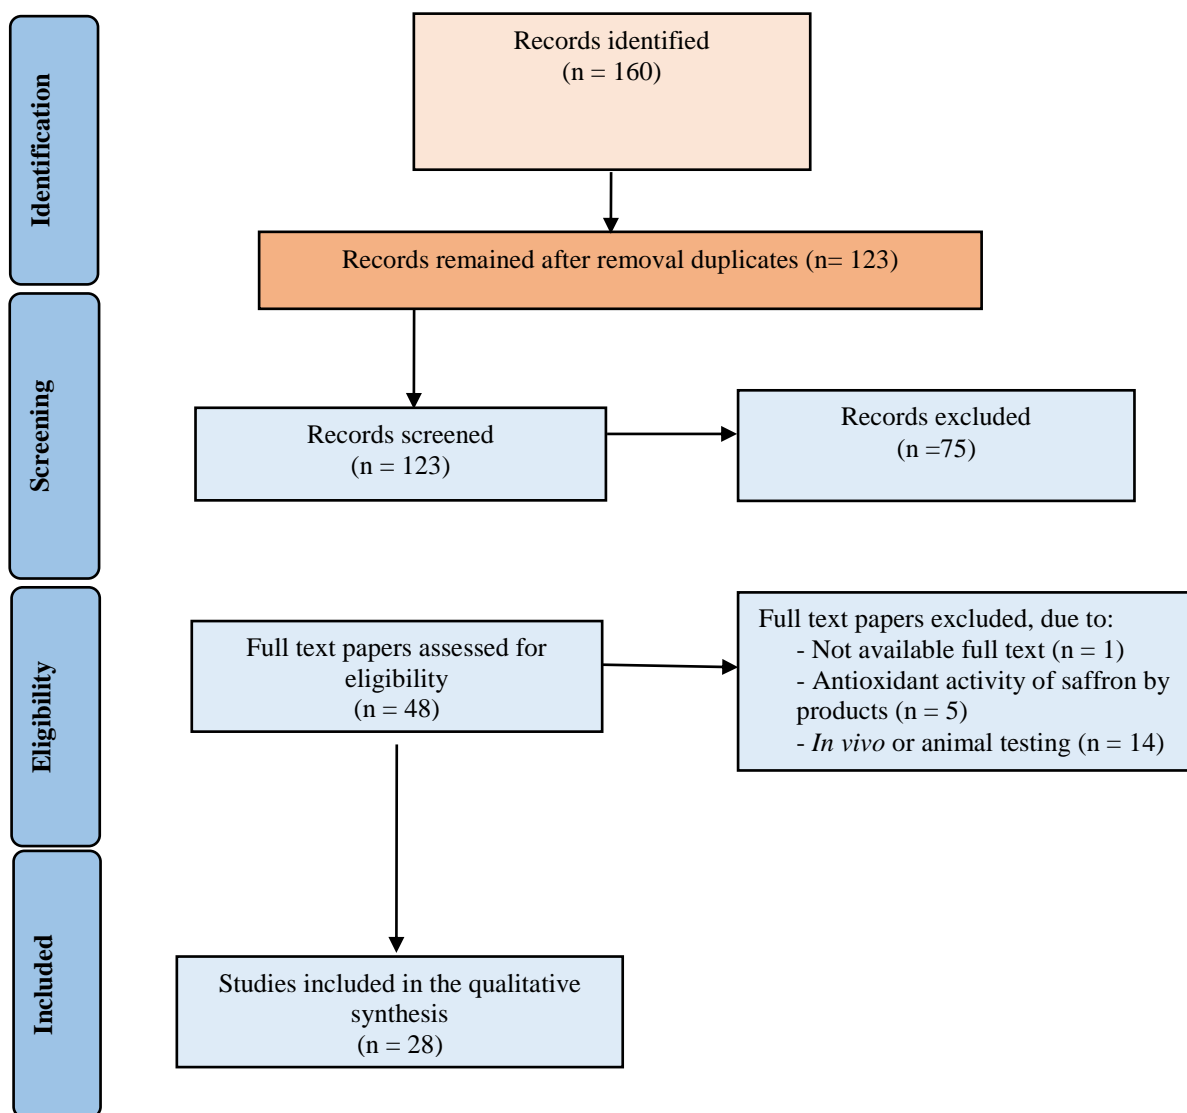 Identification
Records identified
(n = 160)
Records remained after removal duplicates (n= 123)
Screening
Records screened
(n = 123)
Records excluded
(n =75)
Eligibility
Full text papers assessed for
eligibility
(n = 48)
Full text papers excluded, due to:
- Not available full text (n = 1)
- Antioxidant activity of saffron by
products (n = 5)
- In vivo or animal testing (n = 14)
Included
Studies included in the qualitative
synthesis
(n = 28)